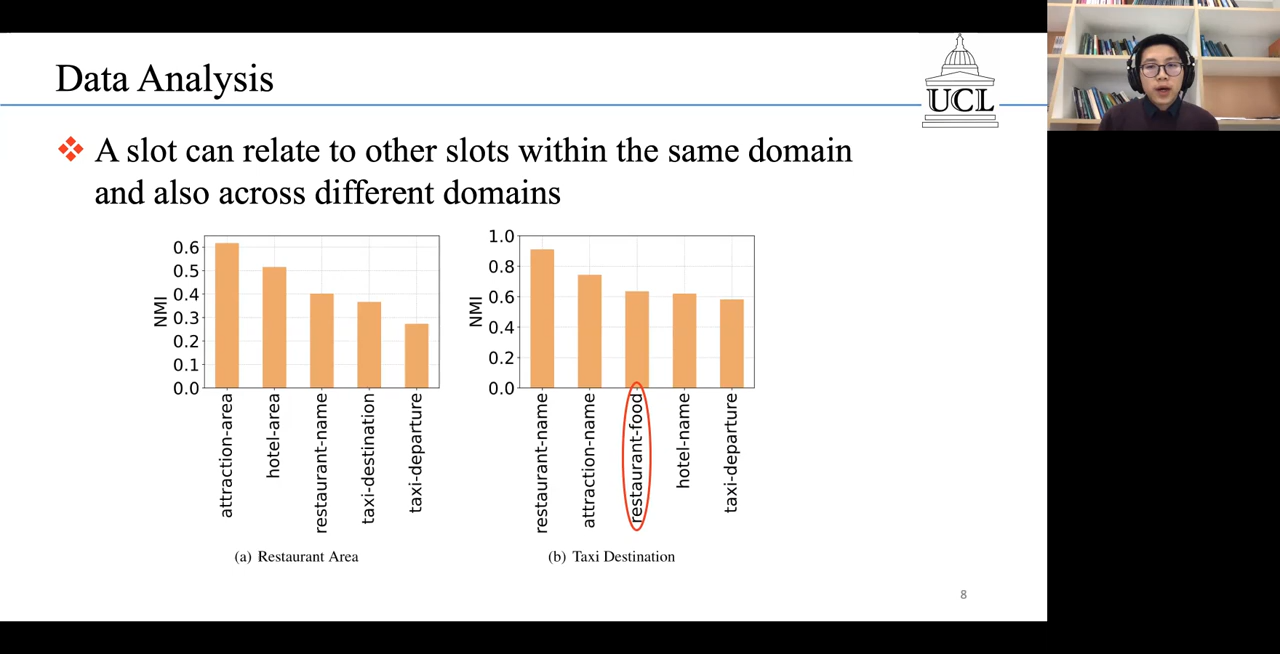 Data Analysis
UCL
A slot can relate to other slots within the same domain
and also across different domains
NMI
0.6
0.5
0.4
0.3
0.2
0.1
0.0
attraction-area
hotel-area
restaurant-name
taxi-destination
taxi-departure
(a) Restaurant Area
NMI
1.0
0.8
0.6
0.4
0.2
0.0
restaurant-name
attraction-name
restaurant-food
hotel-name
taxi-departure
(b) Taxi Destination
8